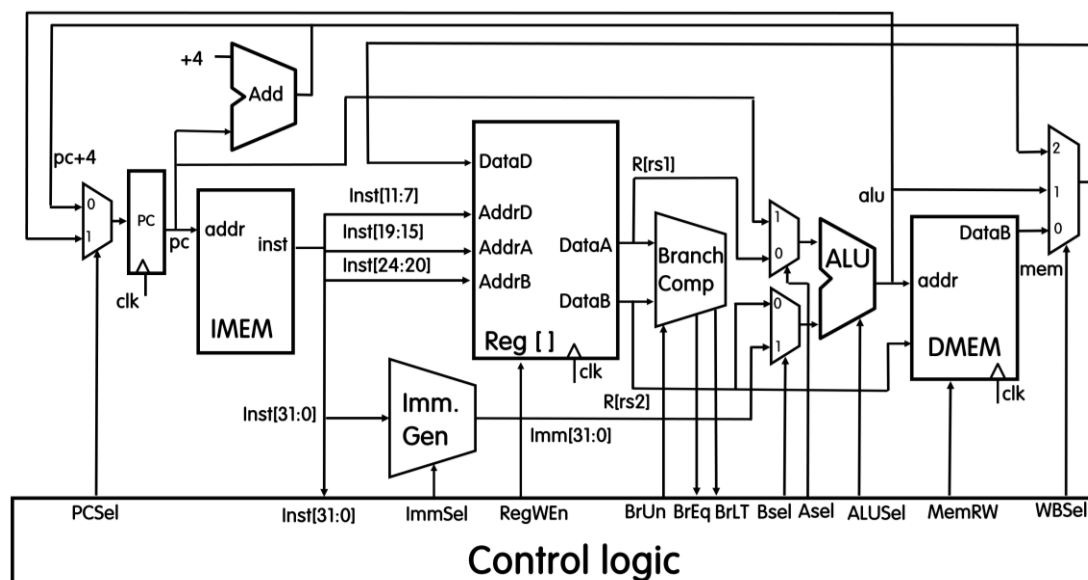 +4
Add
pc+4
0
1
PC
clk
pc
addr
inst
IMEM
Inst[11:7]
Inst[19:15]
Inst[24:20]
Inst[31:0]
Imm.
Gen
Imm[31:0]
DataD
AddrD
AddrA
AddrB
DataA
DataB
Reg [ ]
clk
R[rs1]
R[rs2]
Branch
Comp
1
0
0
1
ALU
alu
addr
DataB
DMEM
clk
mem
2
1
0
PCSel
Inst[31:0]
ImmSel
RegWEn
BrUn
BrEq
BrLT
Bsel
Asel
ALUSel
MemRW
WBSel
Control logic